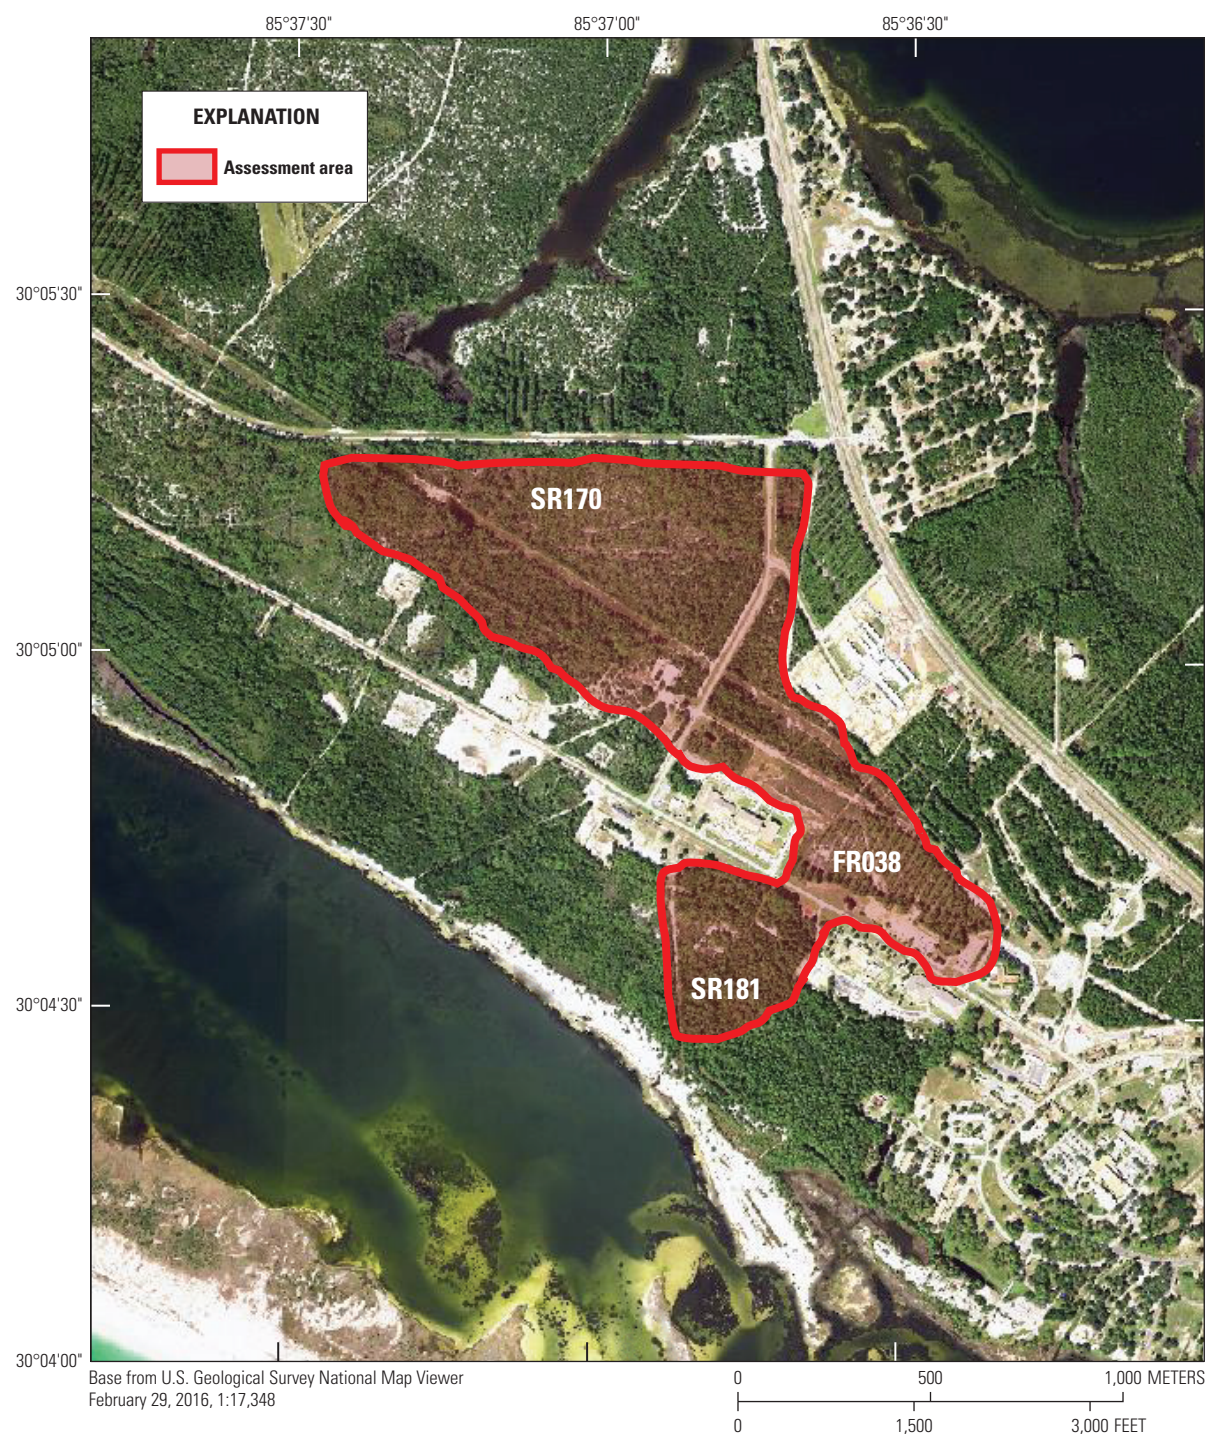 85°37'30" 85°37'00" 85°36'30"
EXPLANATION
Assessment area
30°05'30"
SR170
30°05'00"
FR038
SR181
30°04'30"
30°04'00"
Base from U.S. Geological Survey National Map Viewer
February 29, 2016, 1:17,348
0 500 1,000 METERS
0 1,500 3,000 FEET